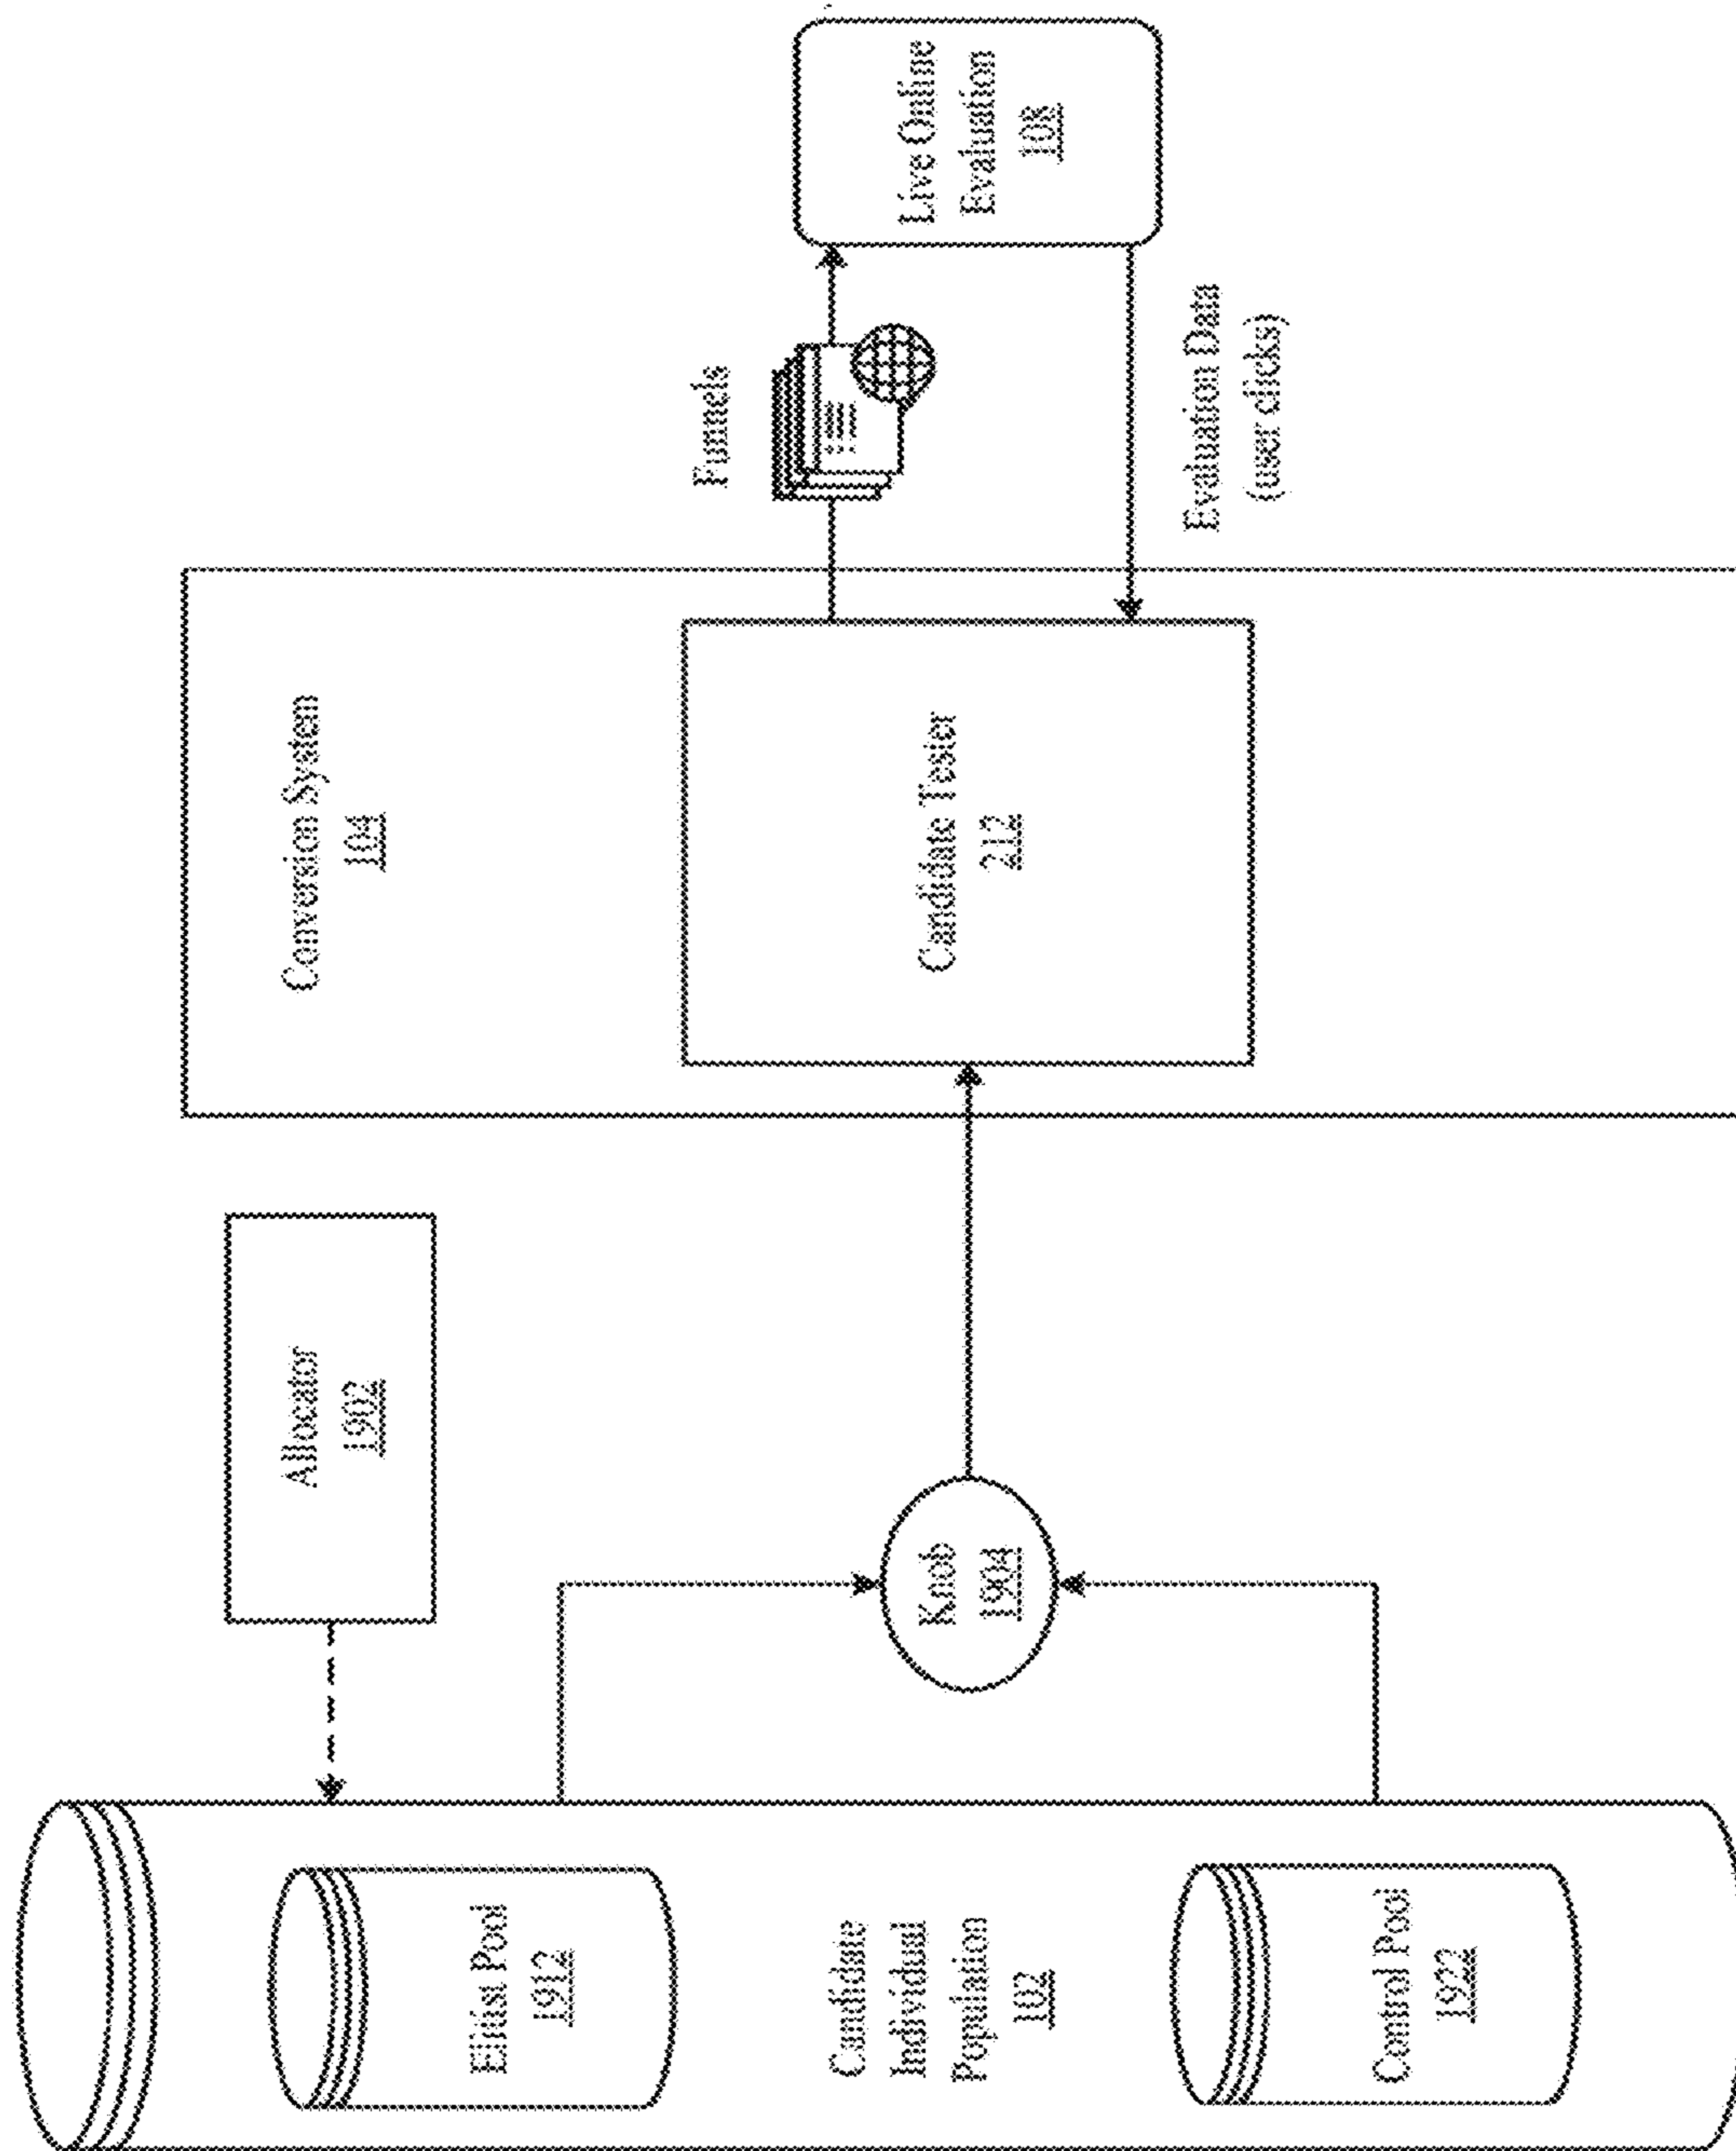 Candidate
Individual
Population
102
Elitist Pool
1912
Control Pool
1922
Allocator
1902
Knob
1904
Conversion System
104
Candidate Tester
212
Funnels
Evaluation Data
(user clicks)
Live Online
Evaluation
108